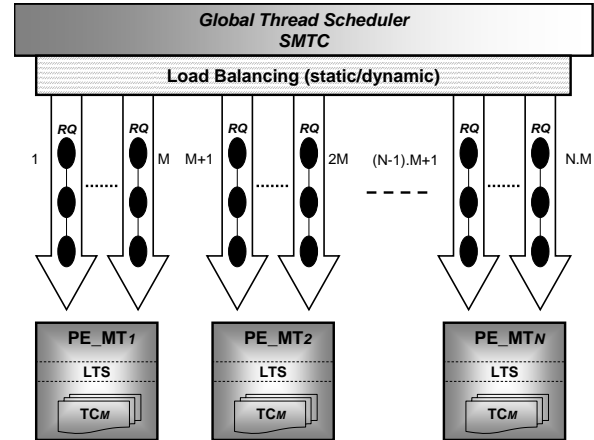 Global Thread Scheduler
SMTC
Load Balancing (static/dynamic)
RQ RQ RQ RQ RQ RQ
1 M M+1 2M (N-1).M+1 N.M
PE_MT1 PE_MT2 PE_MTN
LTS LTS LTS
TCM TCM TCM